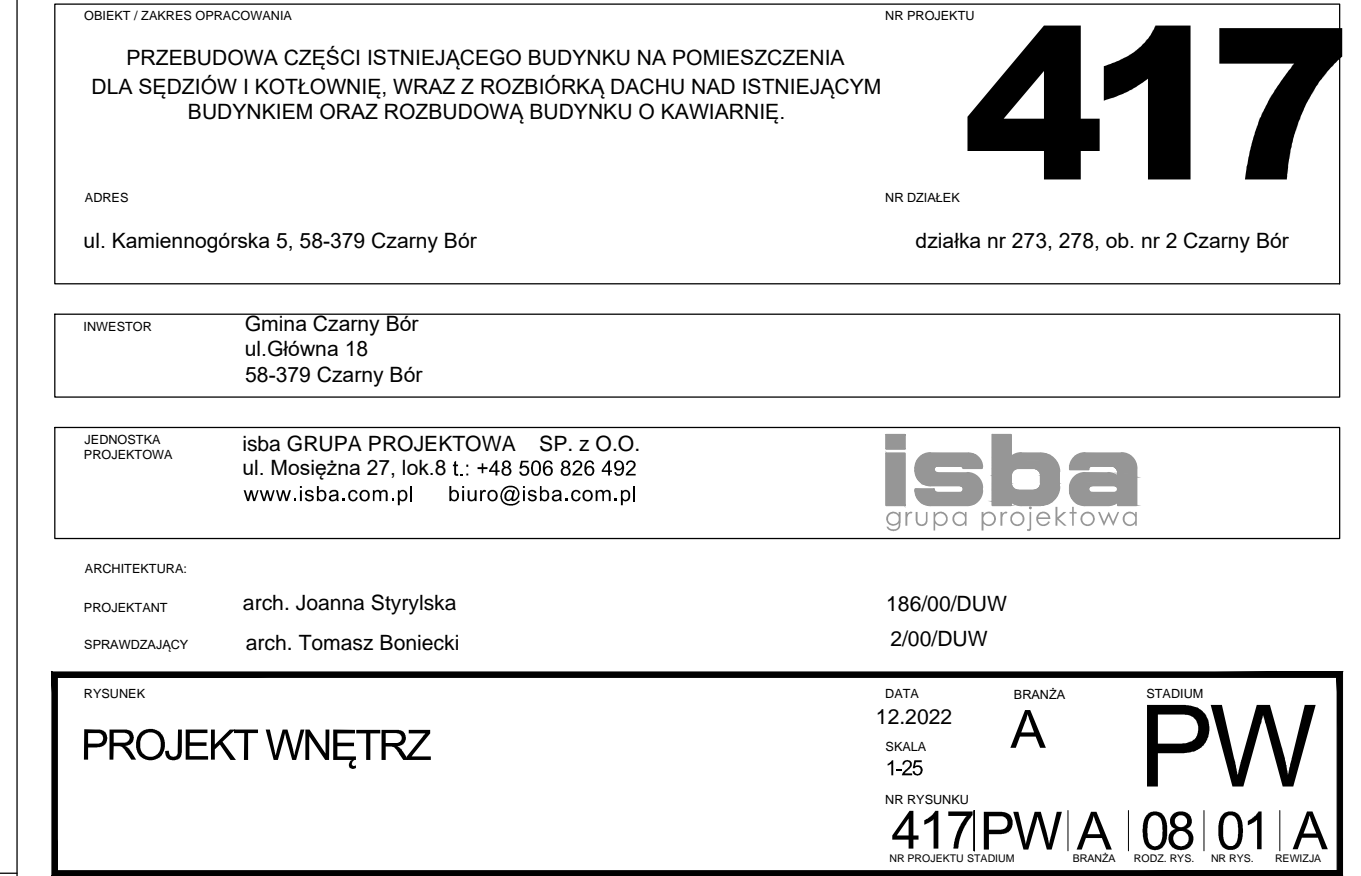 OBIEKT / ZAKRES OPRACOWANIA
NR PROJEKTU
417
PRZEBUDOWA CZĘŚCI ISTNIEJĄCEGO BUDYNKU NA POMIESZCZENIA
DLA SĘDZIÓW I KOTŁOWNIĘ, WRAZ Z ROZBIÓRKĄ DACHU NAD ISTNIEJĄCYM
BUDYNKIEM ORAZ ROZBUDOWĄ BUDYNKU O KAWIARNIĘ.
ADRES
NR DZIAŁEK
ul. Kamiennogórska 5, 58-379 Czarny Bór
działka nr 273, 278, ob. nr 2 Czarny Bór
INWESTOR
Gmina Czarny Bór
ul.Główna 18
58-379 Czarny Bór
JEDNOSTKA
PROJEKTOWA
isba GRUPA PROJEKTOWA SP. z O.O.
ul. Mosiężna 27, lok.8 t.: +48 506 826 492
www.isba.com.pl biuro@isba.com.pl
isba
grupa projektowa
ARCHITEKTURA:
PROJEKTANT arch. Joanna Styrylska 186/00/DUW
SPRAWDZAJĄCY arch. Tomasz Boniecki 2/00/DUW
RYSUNEK
PROJEKT WNĘTRZ
DATA
12.2022
BRANŻA
A
STADIUM
PW
SKALA
1-25
NR RYSUNKU
417|PW|A|08|01|A
NR PROJEKTU STADIUM BRANŻA RODZ. RYS. NR RYS. REWIZJA